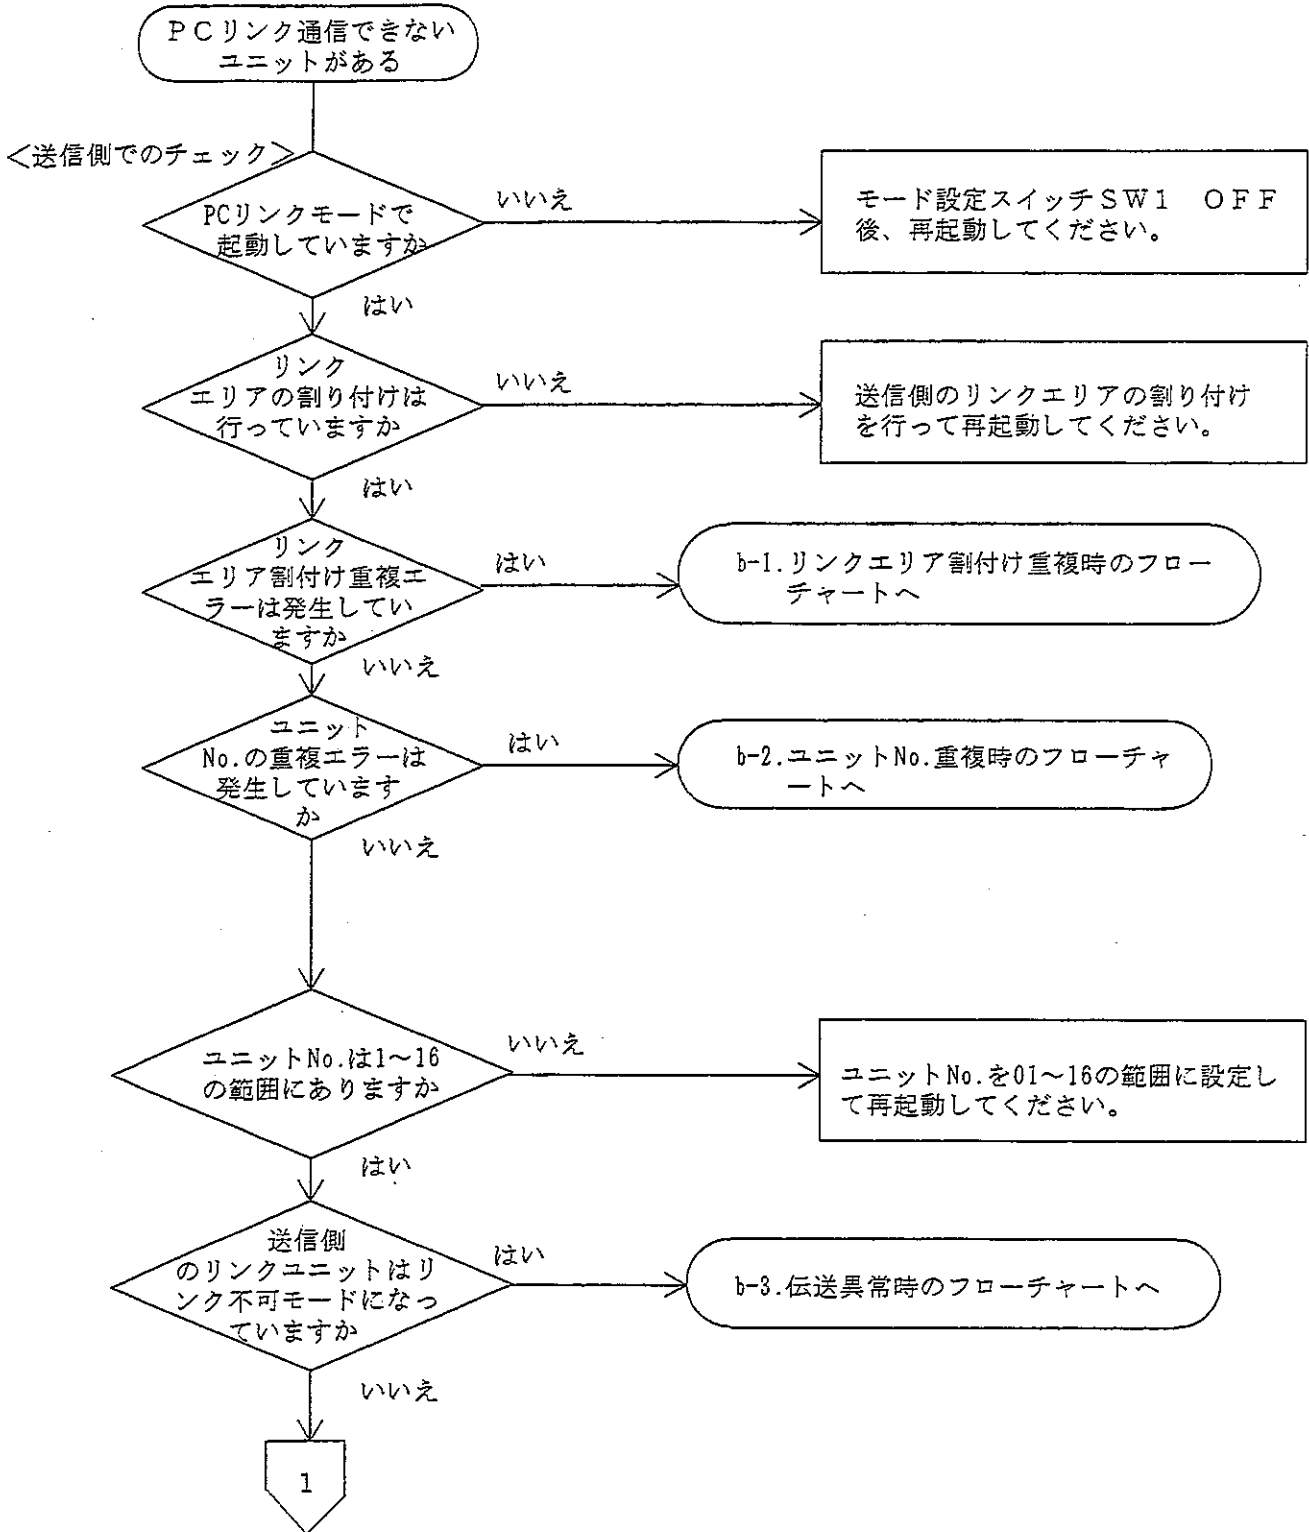 ＰＣリンク通信できない
ユニットがある
＜送信側でのチェック＞
PCリンクモードで
起動していますか
いいえ
モード設定スイッチＳＷ１　ＯＦＦ
後、再起動してください。
はい
リンク
エリアの割り付けは
行っていますか
いいえ
送信側のリンクエリアの割り付け
を行って再起動してください。
はい
リンク
エリア割付け重複エ
ラーは発生してい
ますか
はい
b-1.リンクエリア割付け重複時のフロー
チャートへ
いいえ
ユニット
No.の重複エラーは
発生しています
か
はい
b-2.ユニットNo.重複時のフローチャ
ートへ
いいえ
ユニットNo.は1～16
の範囲にありますか
いいえ
ユニットNo.を01～16の範囲に設定し
て再起動してください。
はい
送信側
のリンクユニットはリ
ンク不可モードになっ
ていますか
はい
b-3.伝送異常時のフローチャートへ
いいえ
1